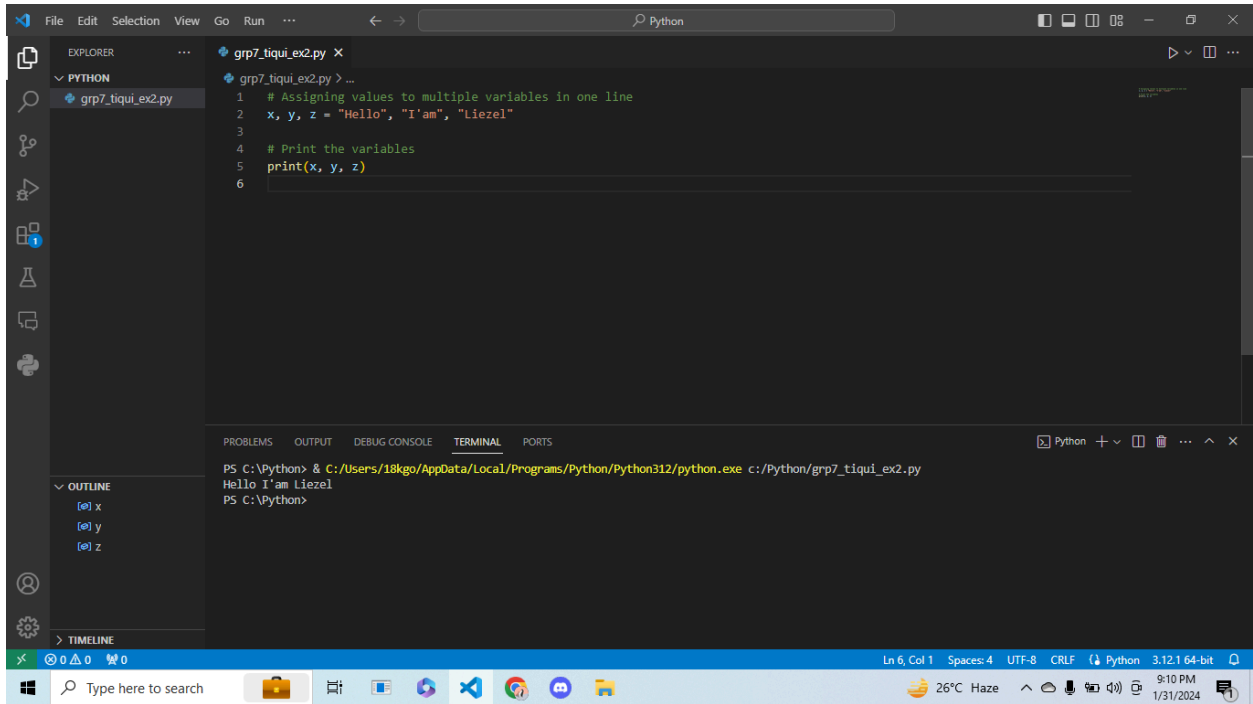 File Edit Selection View Go Run ··· ← → Python
EXPLORER ···
PYTHON
grp7_tiqui_ex2.py
grp7_tiqui_ex2.py ×
grp7_tiqui_ex2.py > ...
1 # Assigning values to multiple variables in one line
2 x, y, z = "Hello", "I'am", "Liezel"
3
4 # Print the variables
5 print(x, y, z)
6
1
PROBLEMS OUTPUT DEBUG CONSOLE TERMINAL PORTS Python
PS C:\Python> & C:/Users/18kgo/AppData/Local/Programs/Python/Python312/python.exe c:/Python/grp7_tiqui_ex2.py
Hello I'am Liezel
PS C:\Python>
OUTLINE
x
y
z
TIMELINE
0 0 0 Ln 6, Col 1 Spaces: 4 UTF-8 CRLF Python 3.12.1 64-bit
Type here to search 26°C Haze 9:10 PM
1/31/2024 1